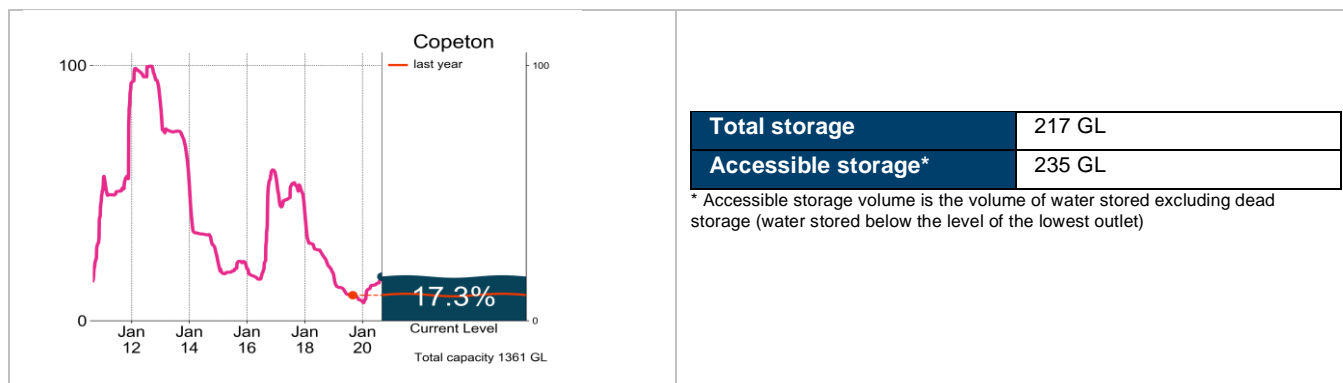 Copeton
last year
100
100
17.3%
0
0
Jan 12
Jan 14
Jan 16
Jan 18
Jan 20
Current Level
Total capacity 1361 GL
Total storage 217 GL
Accessible storage* 235 GL
* Accessible storage volume is the volume of water stored excluding dead
storage (water stored below the level of the lowest outlet)